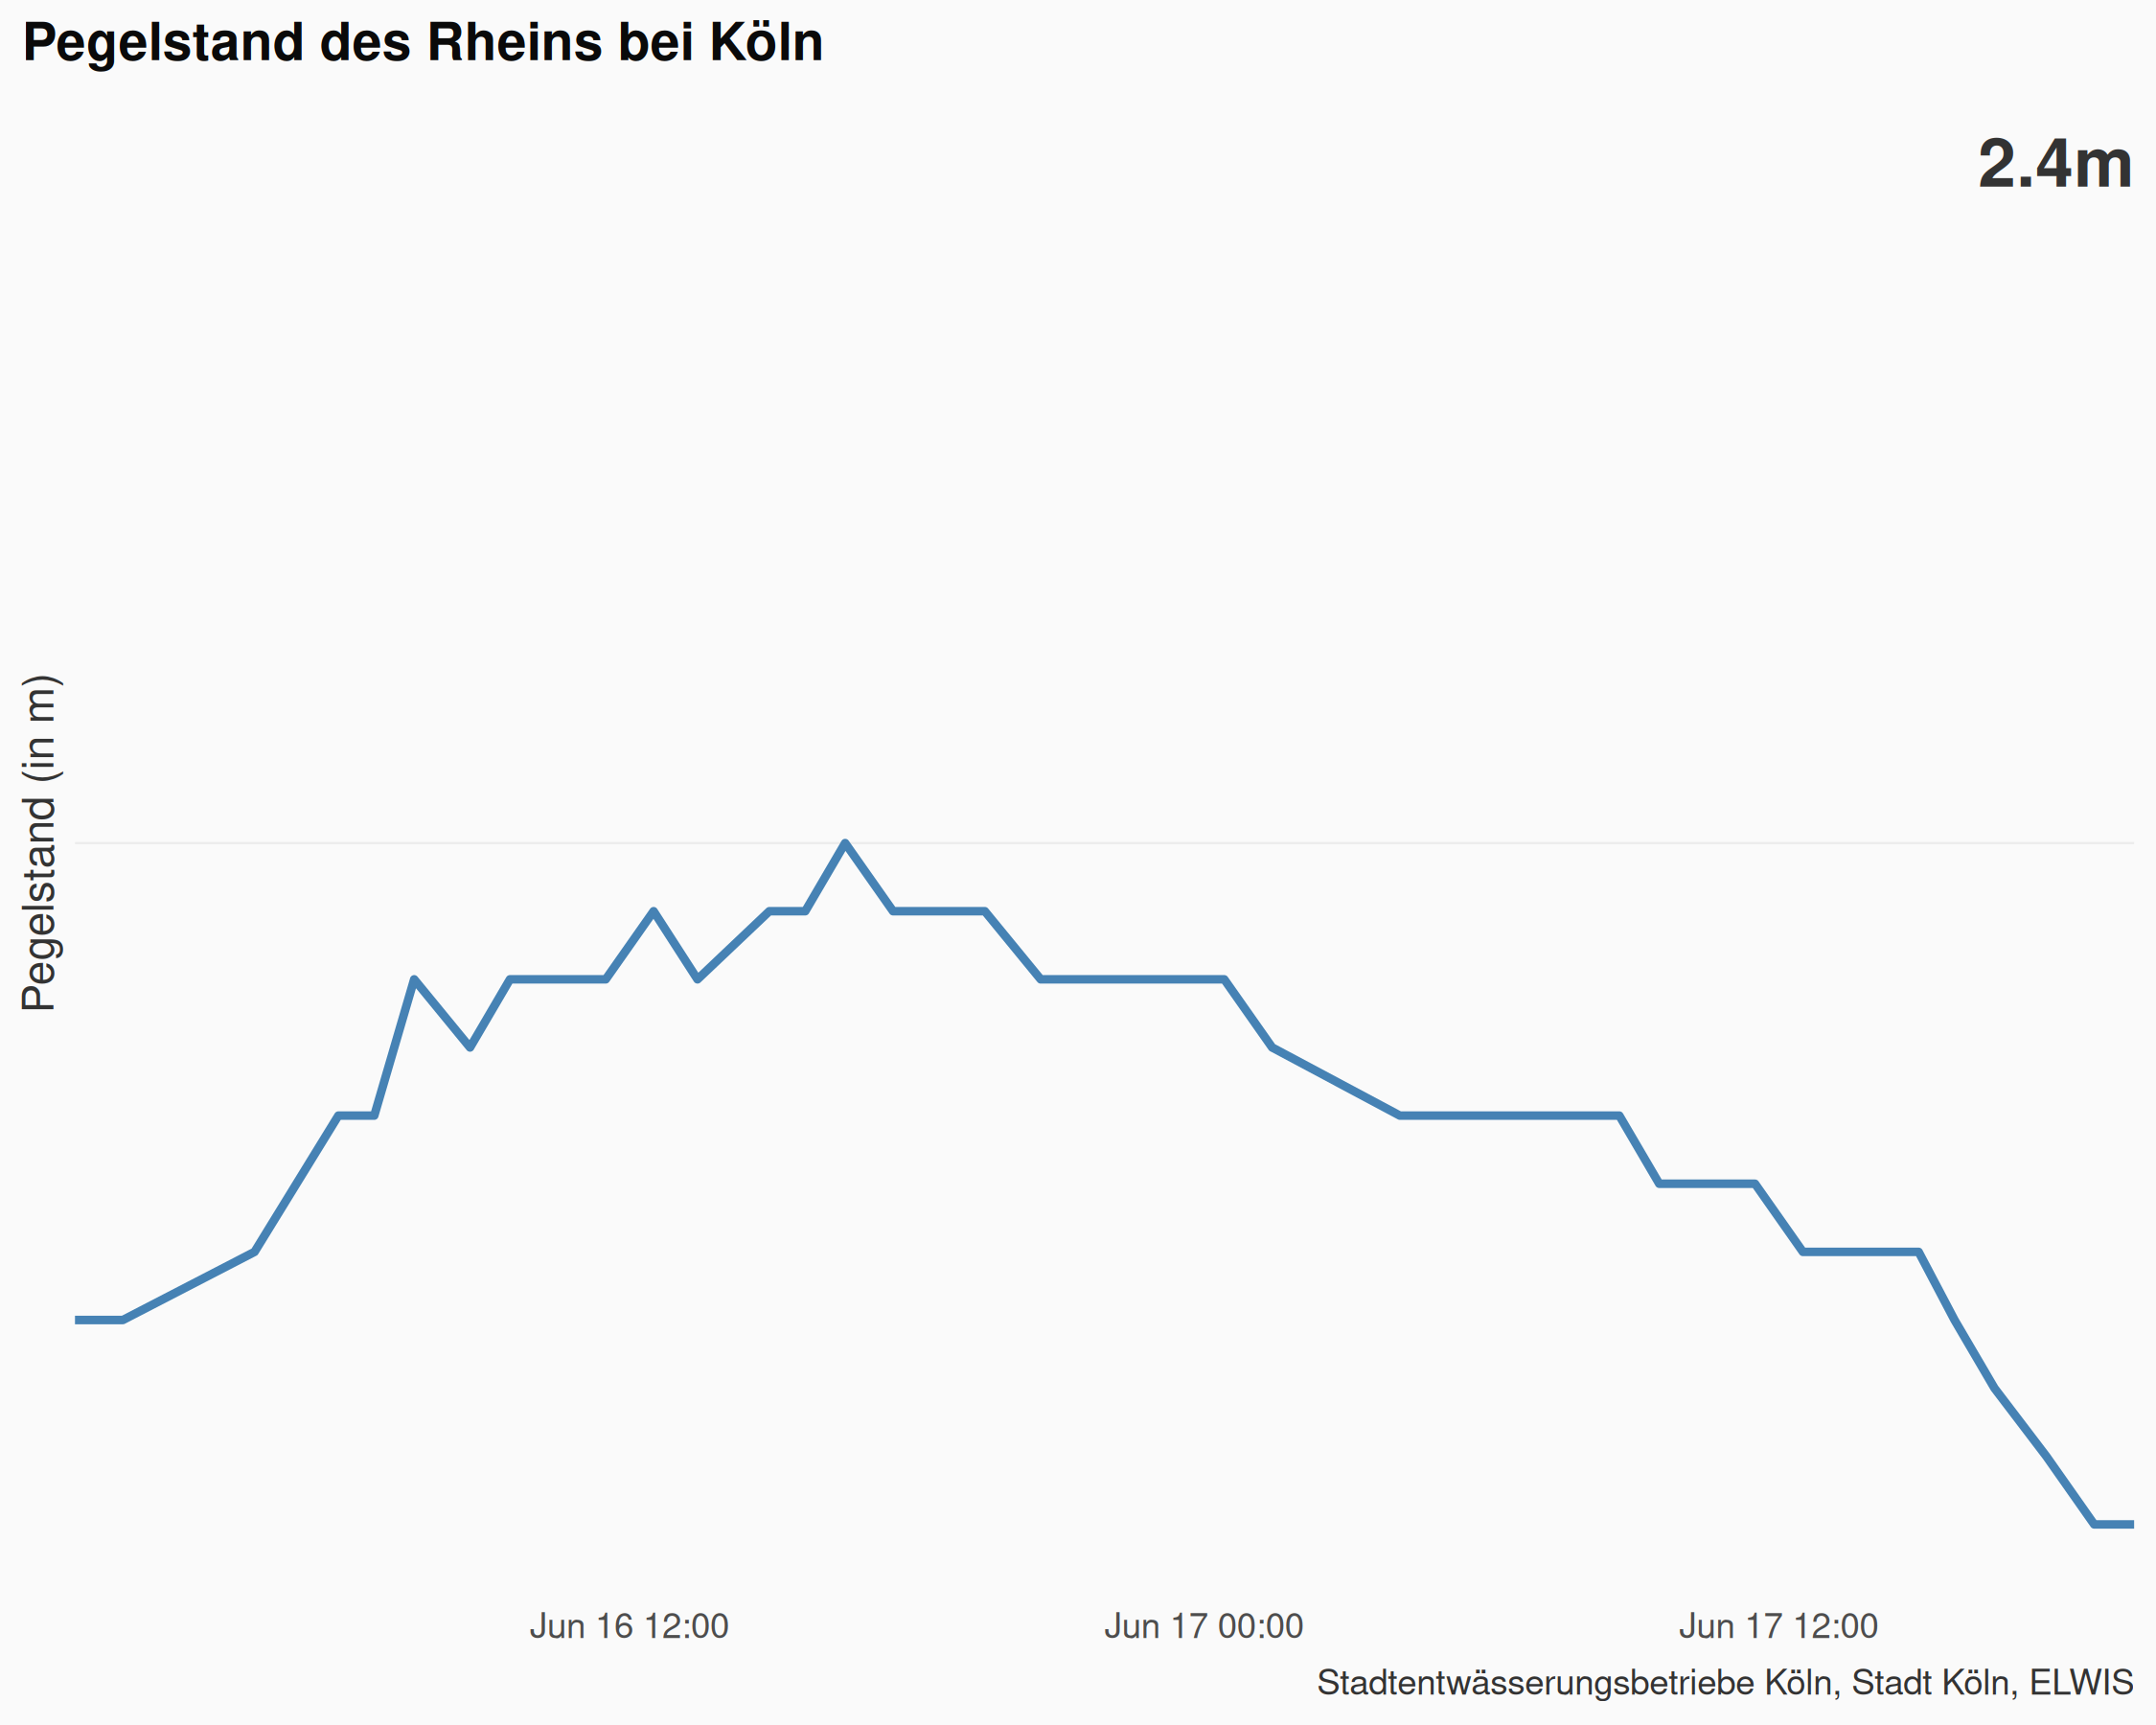 Pegelstand des Rheins bei Köln
2.4m
Pegelstand (in m)
Jun 16 12:00 Jun 17 00:00 Jun 17 12:00
Stadtentwässerungsbetriebe Köln, Stadt Köln, ELWIS